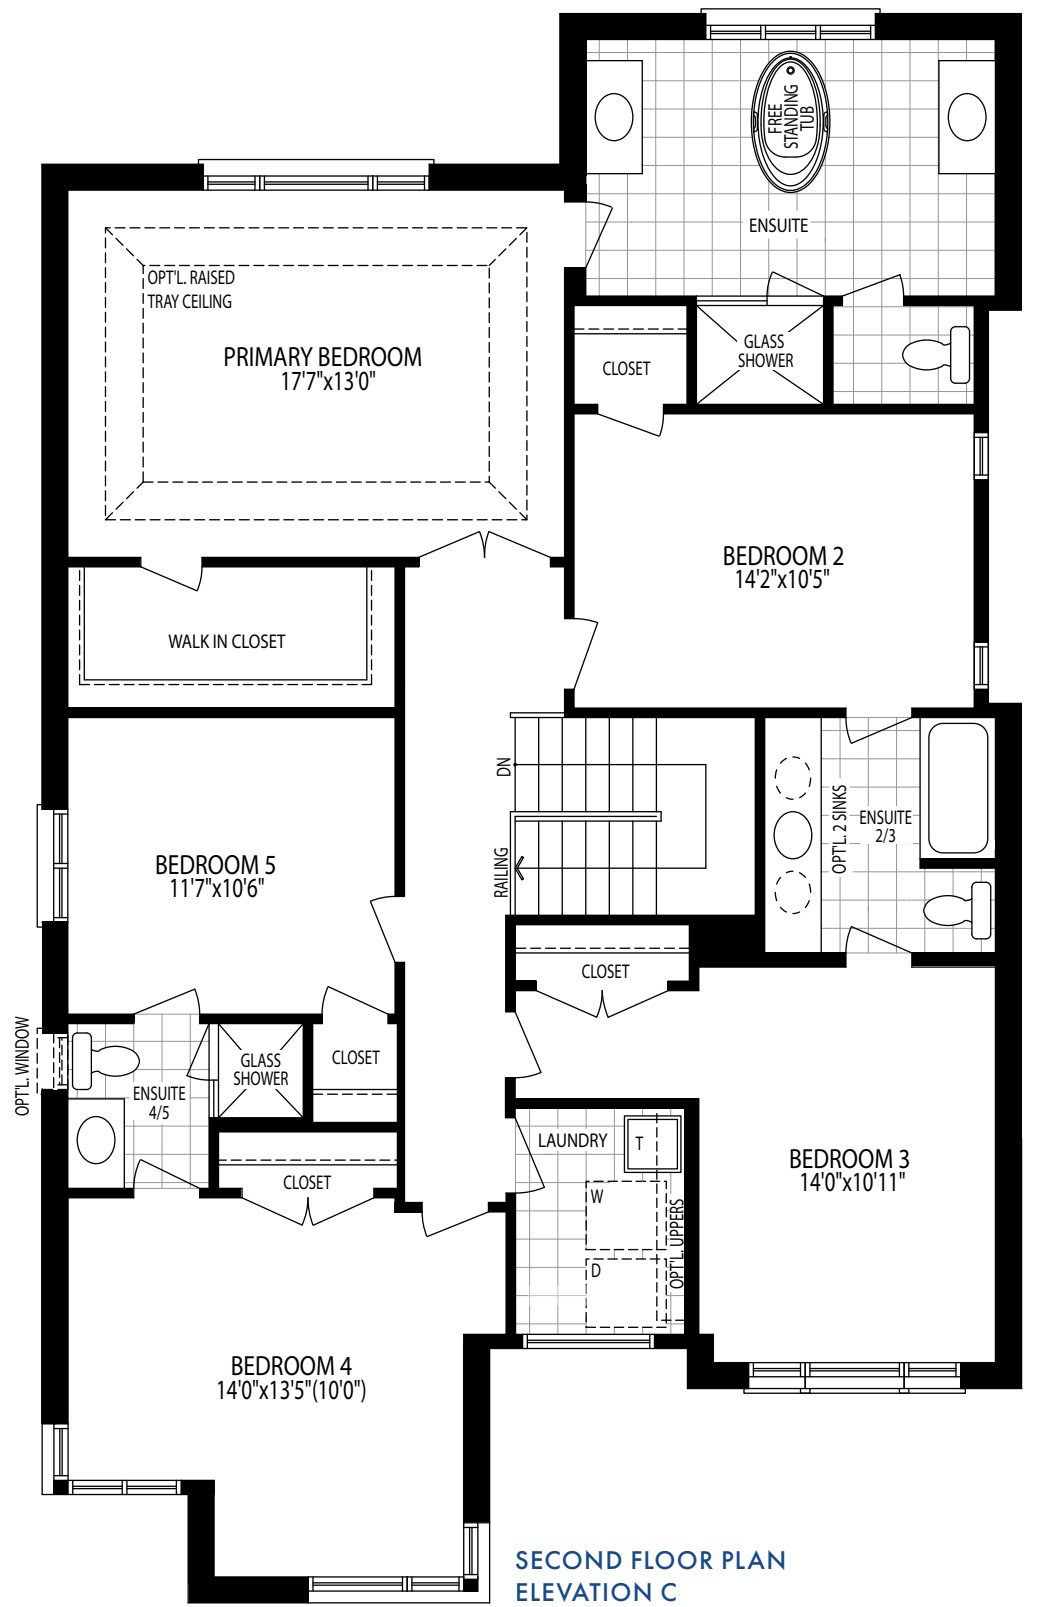 FREE
STANDING
TUB
ENSUITE
OPT'L. RAISED
TRAY CEILING
PRIMARY BEDROOM
17'7"x13'0"
CLOSET
GLASS
SHOWER
BEDROOM 2
14'2"x10'5"
WALK IN CLOSET
DN
RAILING
OPT'L. 2 SINKS
ENSUITE
2/3
BEDROOM 5
11'7"x10'6"
CLOSET
OPT'L. WINDOW
ENSUITE
4/5
GLASS
SHOWER
CLOSET
LAUNDRY
T
W
D
OPT'L. UPPERS
BEDROOM 3
14'0"x10'11"
CLOSET
BEDROOM 4
14'0"x13'5"(10'0")
SECOND FLOOR PLAN
ELEVATION C